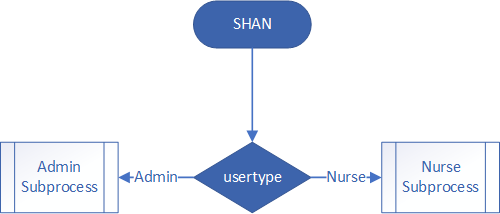 SHAN
Admin
Subprocess
Admin
usertype
Nurse
Nurse
Subprocess